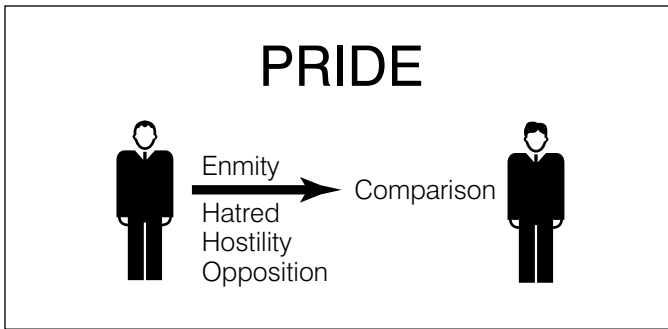 PRIDE
Enmity
Comparison
Hatred
Hostility
Opposition